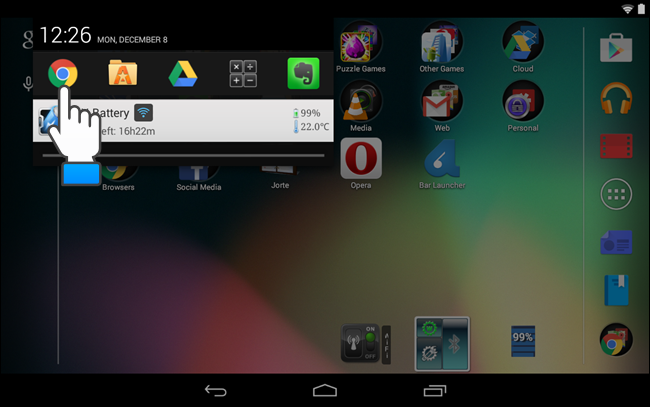 12:26 MON, DECEMBER 8
Battery
99%
eft: 16h22m
22.0°C
Puzzle Games
Other Games
Cloud
Media
Web
Personal
Browsers
Social Media
Jorte
Opera
Bar Launcher
ON
OFF
AiFi
99%